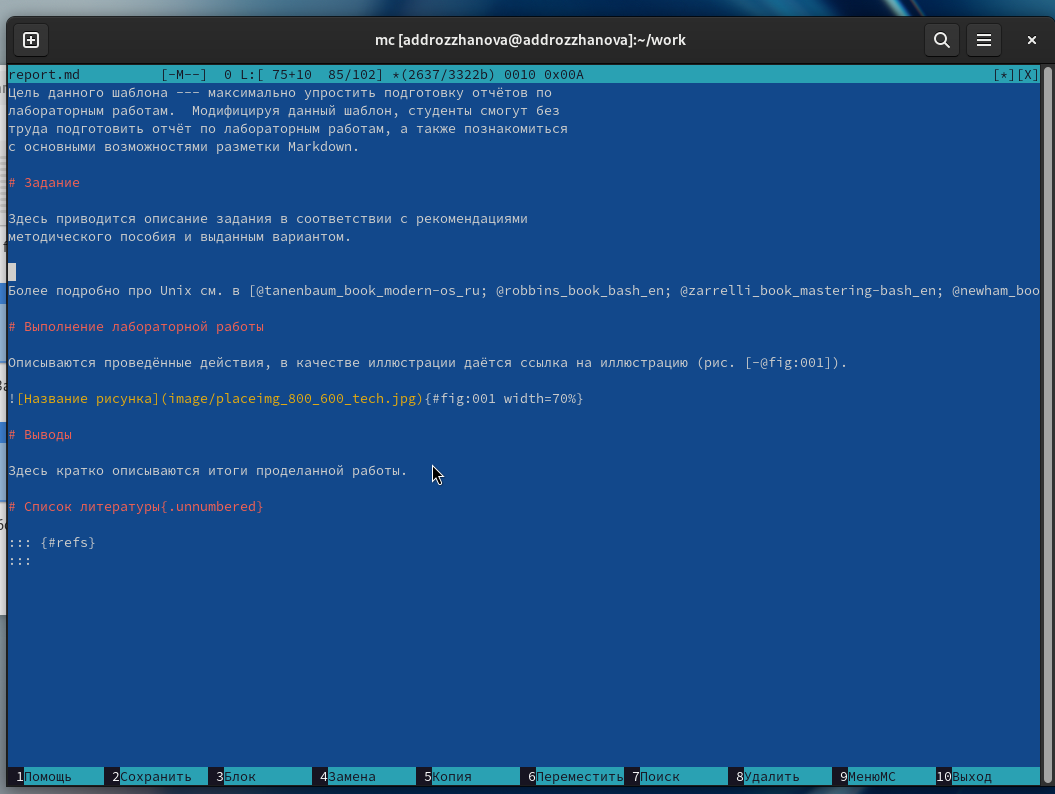 mc [addrozzhanova@addrozzhanova]:~/work
report.md [-M--] 0 L:[ 75+10 85/102] *(2637/3322b) 0010 0x00A [*][X]
Цель данного шаблона --- максимально упростить подготовку отчётов по
лабораторным работам. Модифицируя данный шаблон, студенты смогут без
труда подготовить отчёт по лабораторным работам, а также познакомиться
с основными возможностями разметки Markdown.
# Задание
Здесь приводится описание задания в соответствии с рекомендациями
методического пособия и выданным вариантом.
Более подробно про Unix см. в [@tanenbaum_book_modern-os_ru; @robbins_book_bash_en; @zarrelli_book_mastering-bash_en; @newham_boo
# Выполнение лабораторной работы
Описываются проведённые действия, в качестве иллюстрации даётся ссылка на иллюстрацию (рис. [-@fig:001]).
![Название рисунка](image/placeimg_800_600_tech.jpg){#fig:001 width=70%}
# Выводы
Здесь кратко описываются итоги проделанной работы.
# Список литературы{.unnumbered}
::: {#refs}
:::
1Помощь 2Сохранить 3Блок 4Замена 5Копия 6Переместить 7Поиск 8Удалить 9МенюМС 10Выход